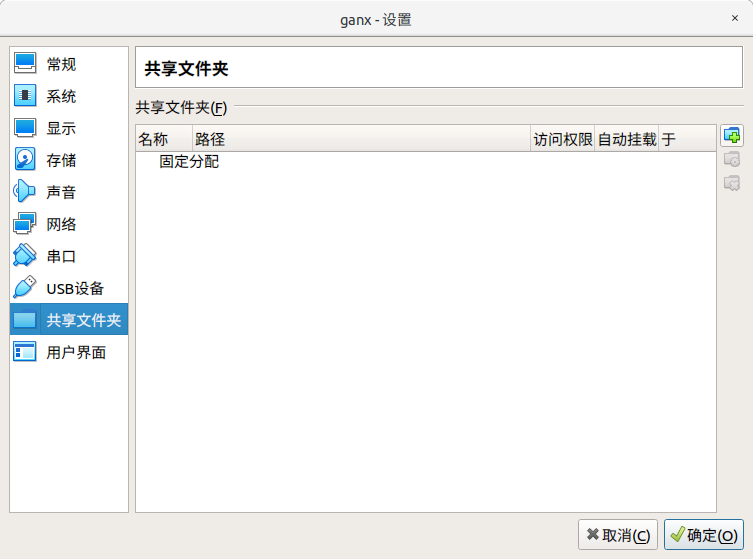 ganx - 设置
×
常规
系统
显示
存储
声音
网络
串口
USB设备
共享文件夹
用户界面
共享文件夹
共享文件夹(F)
名称 路径 访问权限 自动挂载 于
固定分配
取消(C) 确定(O)